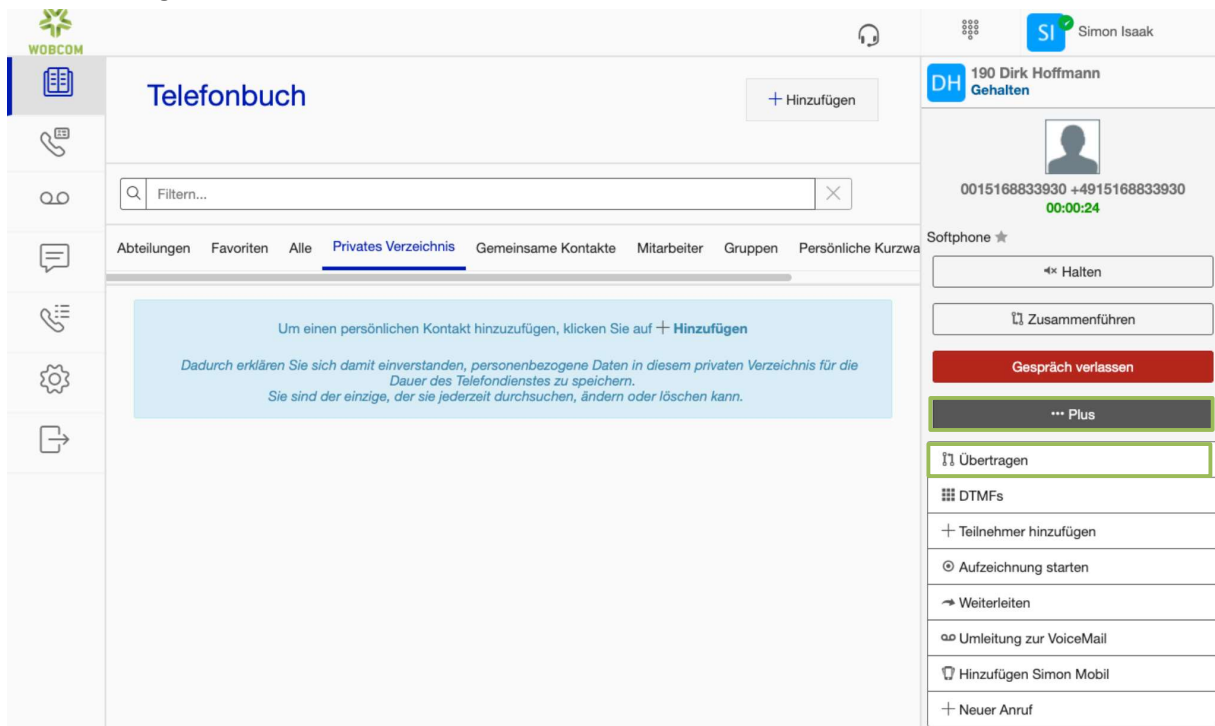 WOBCOM
SI Simon Isaak
Telefonbuch
+ Hinzufügen
Filtern...
Abteilungen Favoriten Alle Privates Verzeichnis Gemeinsame Kontakte Mitarbeiter Gruppen Persönliche Kurzwa
Um einen persönlichen Kontakt hinzuzufügen, klicken Sie auf + Hinzufügen
Dadurch erklären Sie sich damit einverstanden, personenbezogene Daten in diesem privaten Verzeichnis für die
Dauer des Telefondienstes zu speichern.
Sie sind der einzige, der sie jederzeit durchsuchen, ändern oder löschen kann.
DH 190 Dirk Hoffmann
Gehalten
0015168833930 +4915168833930
00:00:24
Softphone
Halten
Zusammenführen
Gespräch verlassen
••• Plus
Übertragen
DTMFs
+ Teilnehmer hinzufügen
Aufzeichnung starten
Weiterleiten
Umleitung zur VoiceMail
Hinzufügen Simon Mobil
+ Neuer Anruf